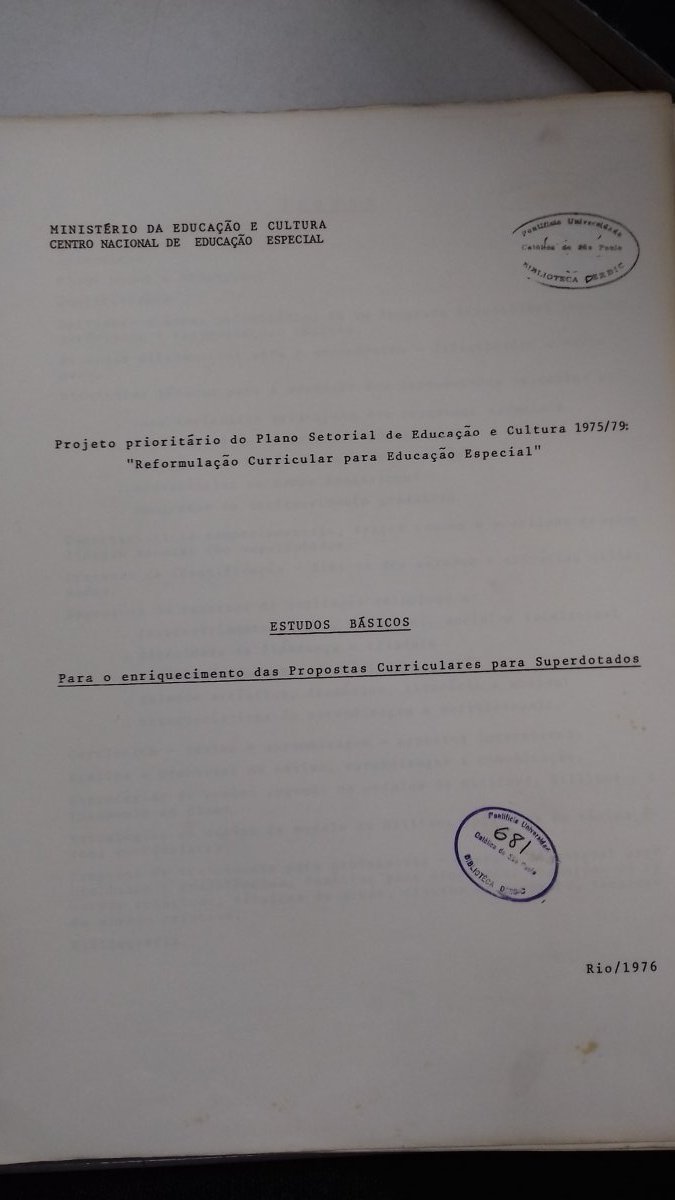 MINISTÉRIO DA EDUCAÇÃO E CULTURA
CENTRO NACIONAL DE EDUCAÇÃO ESPECIAL
Pontifícia Universidade
Católica de São Paulo
BIBLIOTECA DERDIC
Projeto prioritário do Plano Setorial de Educação e Cultura 1975/79:
"Reformulação Curricular para Educação Especial"
ESTUDOS BÁSICOS
Para o enriquecimento das Propostas Curriculares para Superdotados
Pontifícia Universidade
681
Católica de São Paulo
BIBLIOTECA DERDIC
Rio/1976